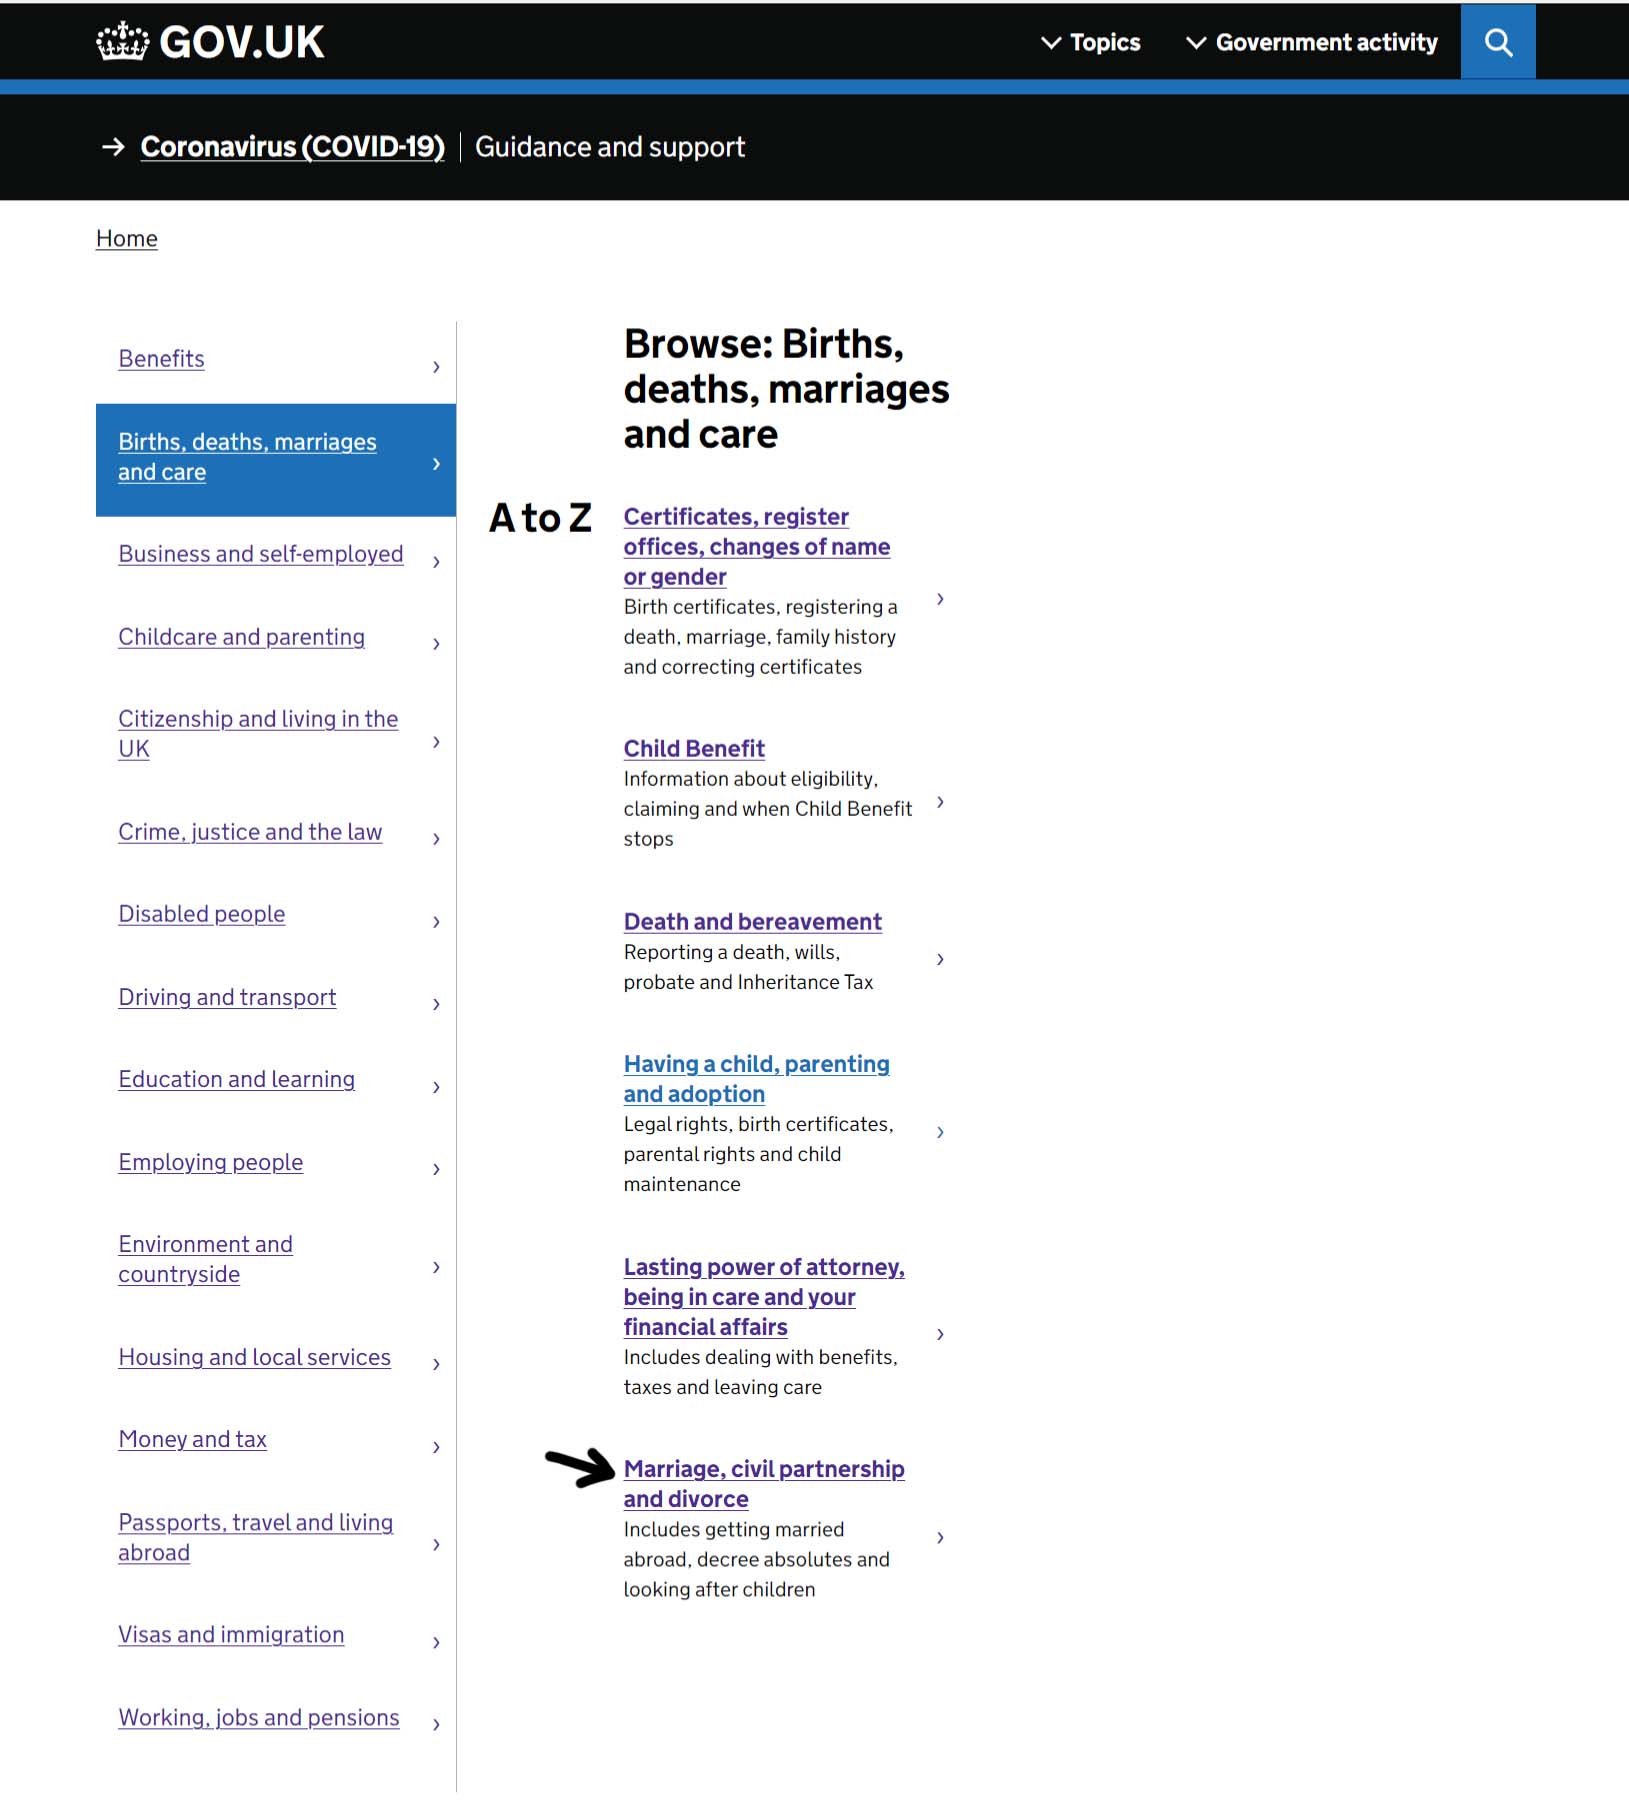 GOV.UK
Topics
Government activity
Coronavirus (COVID-19)
Guidance and support
Home
Benefits
Births, deaths, marriages
and care
Business and self-employed
Childcare and parenting
Citizenship and living in the
UK
Crime, justice and the law
Disabled people
Driving and transport
Education and learning
Employing people
Environment and
countryside
Housing and local services
Money and tax
Passports, travel and living
abroad
Visas and immigration
Working, jobs and pensions
Browse: Births,
deaths, marriages
and care
A to Z
Certificates, register
offices, changes of name
or gender
Birth certificates, registering a
death, marriage, family history
and correcting certificates
Child Benefit
Information about eligibility,
claiming and when Child Benefit
stops
Death and bereavement
Reporting a death, wills,
probate and Inheritance Tax
Having a child, parenting
and adoption
Legal rights, birth certificates,
parental rights and child
maintenance
Lasting power of attorney,
being in care and your
financial affairs
Includes dealing with benefits,
taxes and leaving care
Marriage, civil partnership
and divorce
Includes getting married
abroad, decree absolutes and
looking after children